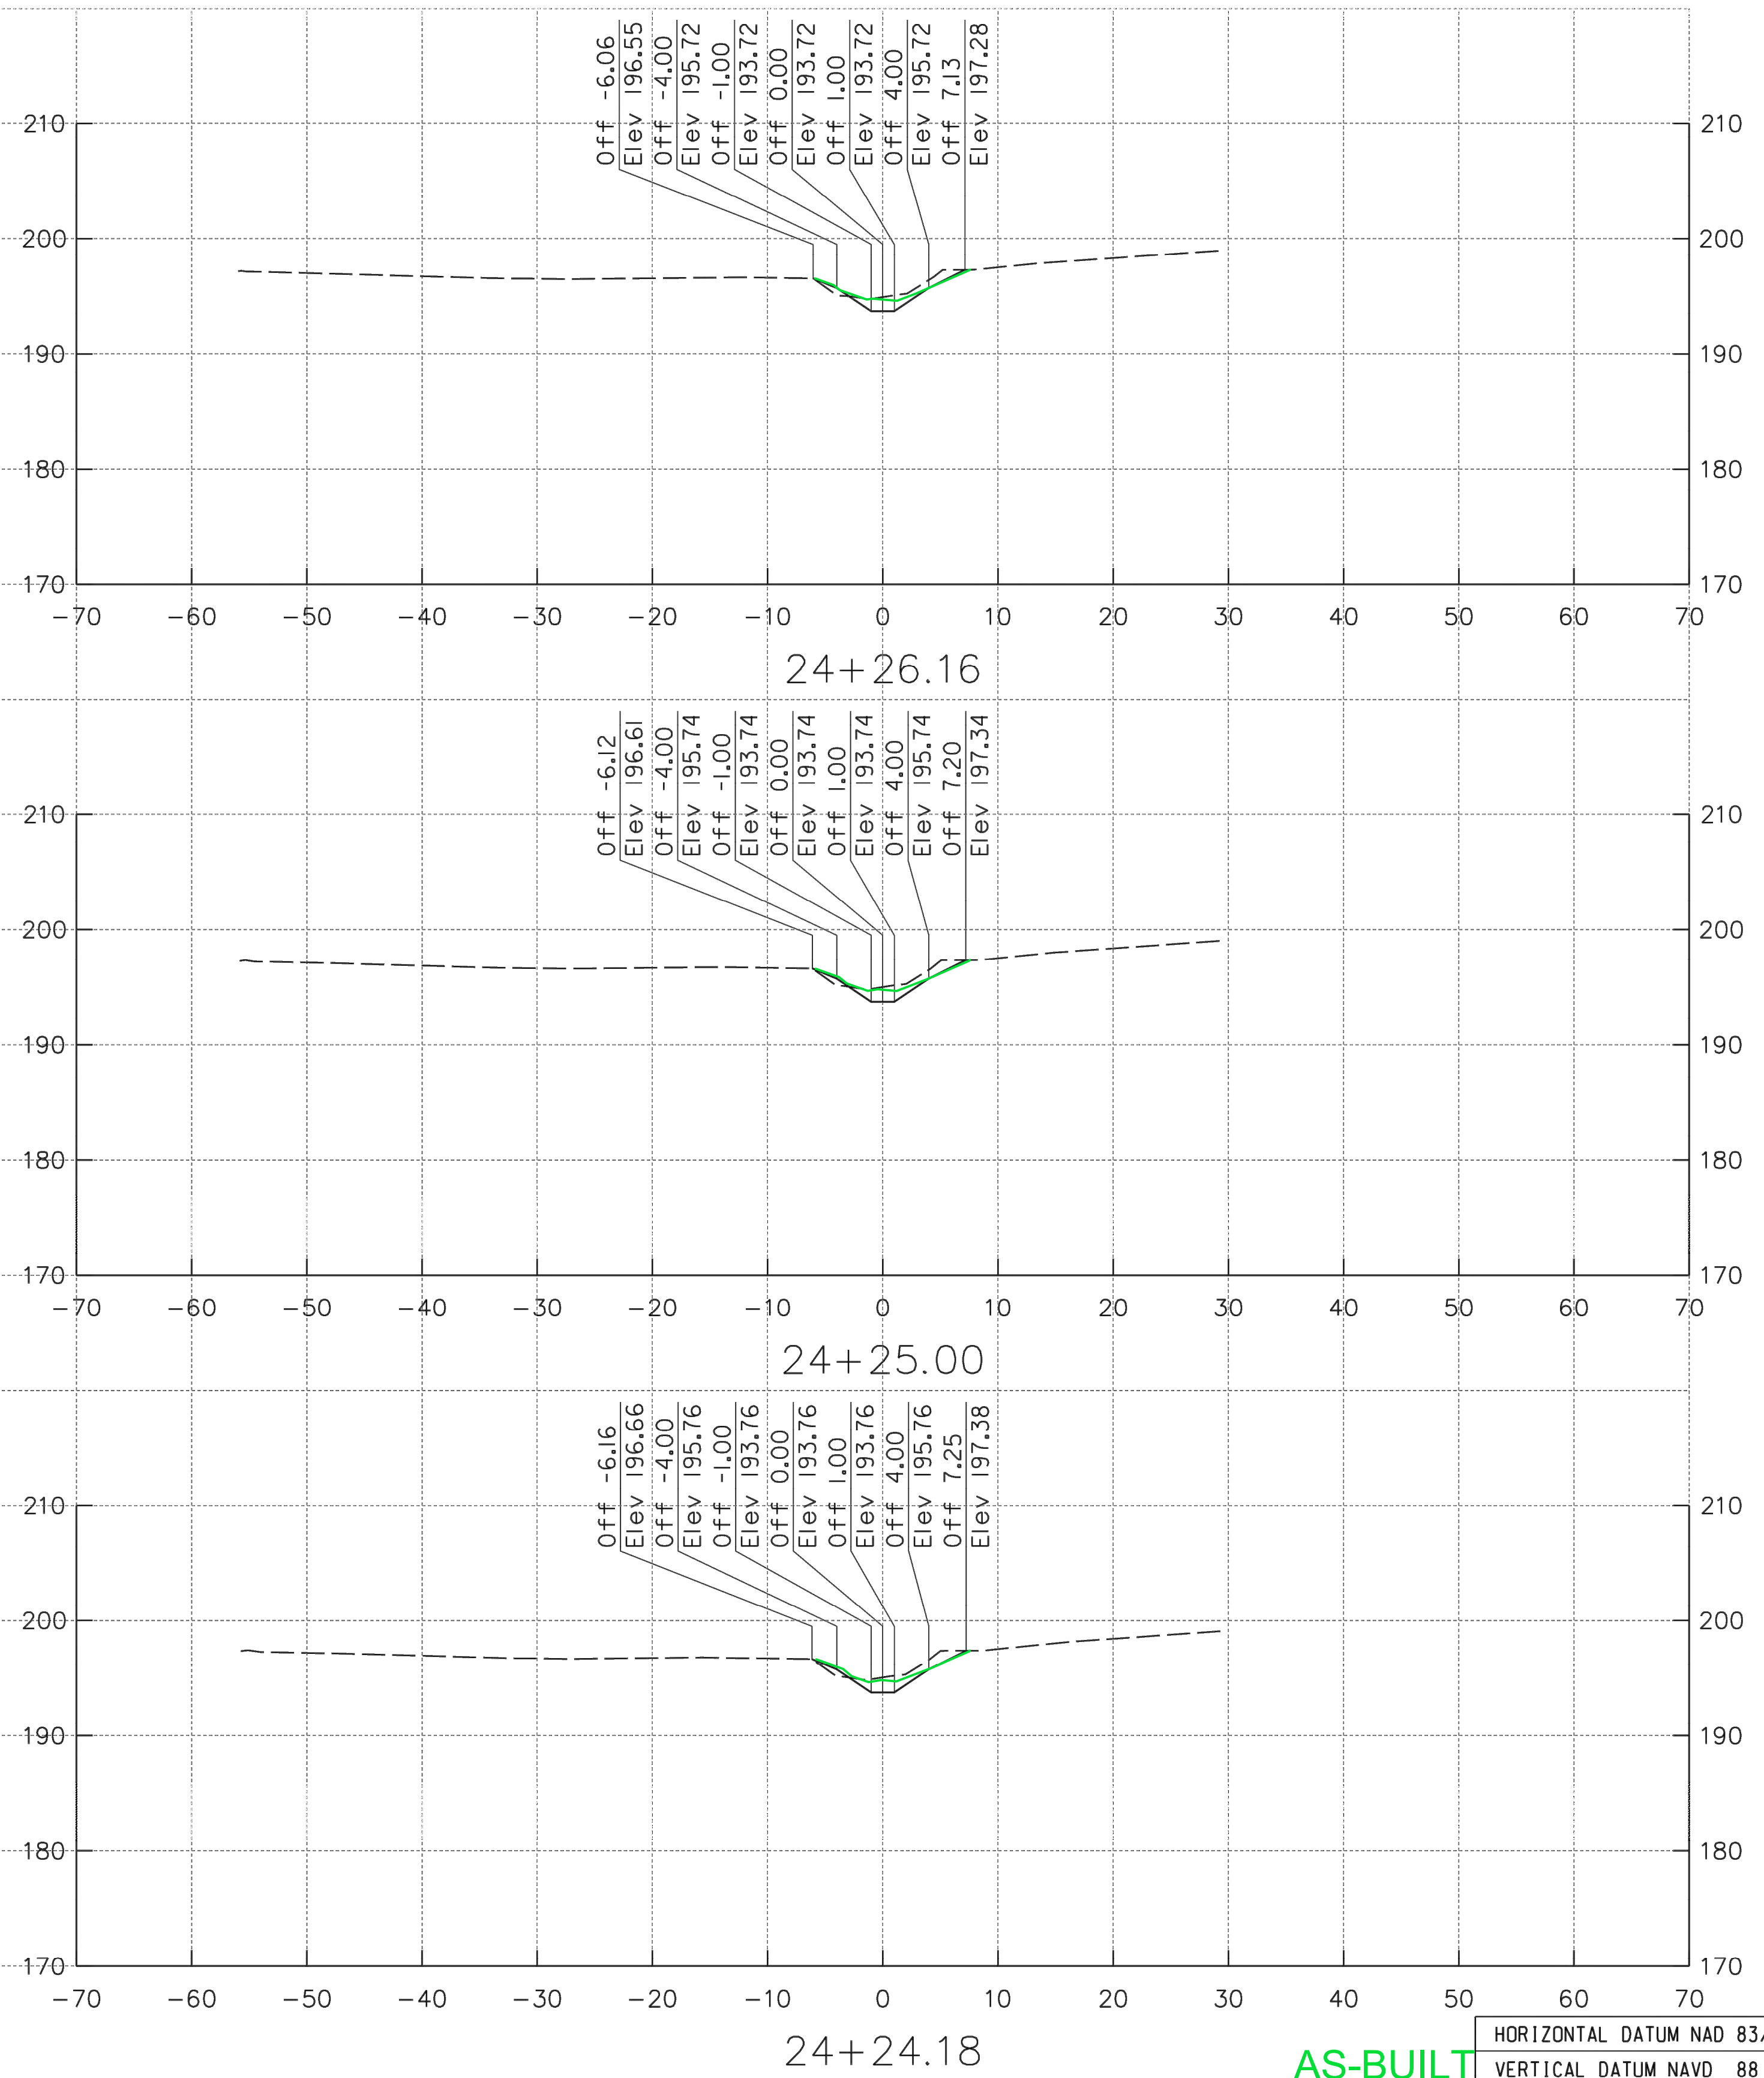 Off -6.06
Elev 196.55
Off -4.00
Elev 195.72
Off -1.00
Elev 193.72
Off 0.00
Elev 193.72
Off 1.00
Elev 193.72
Off 4.00
Elev 195.72
Off 7.13
Elev 197.28
210 210
200 200
190 190
180 180
170 170
-70 -60 -50 -40 -30 -20 -10 0 10 20 30 40 50 60 70
24+26.16
Off -6.12
Elev 196.61
Off -4.00
Elev 195.74
Off -1.00
Elev 193.74
Off 0.00
Elev 193.74
Off 1.00
Elev 193.74
Off 4.00
Elev 195.74
Off 7.20
Elev 197.34
210 210
200 200
190 190
180 180
170 170
-70 -60 -50 -40 -30 -20 -10 0 10 20 30 40 50 60 70
24+25.00
Off -6.16
Elev 196.66
Off -4.00
Elev 195.76
Off -1.00
Elev 193.76
Off 0.00
Elev 193.76
Off 1.00
Elev 193.76
Off 4.00
Elev 195.76
Off 7.25
Elev 197.38
210 210
200 200
190 190
180 180
170 170
-70 -60 -50 -40 -30 -20 -10 0 10 20 30 40 50 60 70
24+24.18
AS-BUILT
HORIZONTAL DATUM NAD 83/
VERTICAL DATUM NAVD 88